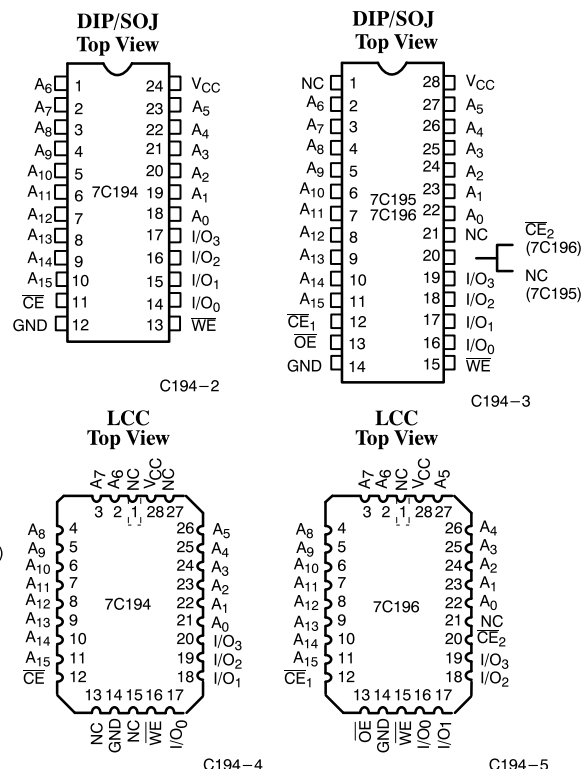 DIP/SOJ
Top View
A6 1 24 VCC
A7 2 23 A5
A8 3 22 A4
A9 4 21 A3
A10 5 20 A2
A11 6 7C194 19 A1
A12 7 18 A0
A13 8 17 I/O3
A14 9 16 I/O2
A15 10 15 I/O1
CE 11 14 I/O0
GND 12 13 WE
C194-2
DIP/SOJ
Top View
NC 1 28 VCC
A6 2 27 A5
A7 3 26 A4
A8 4 25 A3
A9 5 24 A2
A10 6 7C195 23 A1
A11 7 7C196 22 A0
A12 8 21 NC
A13 9 20
CE2
(7C196)
NC
(7C195)
A14 10 19 I/O3
A15 11 18 I/O2
CE1 12 17 I/O1
OE 13 16 I/O0
GND 14 15 WE
C194-3
LCC
Top View
A7 A6 NC VCC NC
3 2 1 28 27
A8 4 26 A5
A9 5 25 A4
A10 6 24 A3
A11 7 23 A2
A12 8 7C194 22 A1
A13 9 21 A0
A14 10 20 I/O3
A15 11 19 I/O2
CE 12 18 I/O1
13 14 15 16 17
NC GND NC WE I/O0
C194-4
LCC
Top View
A7 A6 NC VCC A5
3 2 1 28 27
A8 4 26 A4
A9 5 25 A3
A10 6 24 A2
A11 7 23 A1
A12 8 7C196 22 A0
A13 9 21 NC
A14 10 20 CE2
A15 11 19 I/O3
CE1 12 18 I/O2
13 14 15 16 17
OE GND WE I/O0 I/O1
C194-5
)